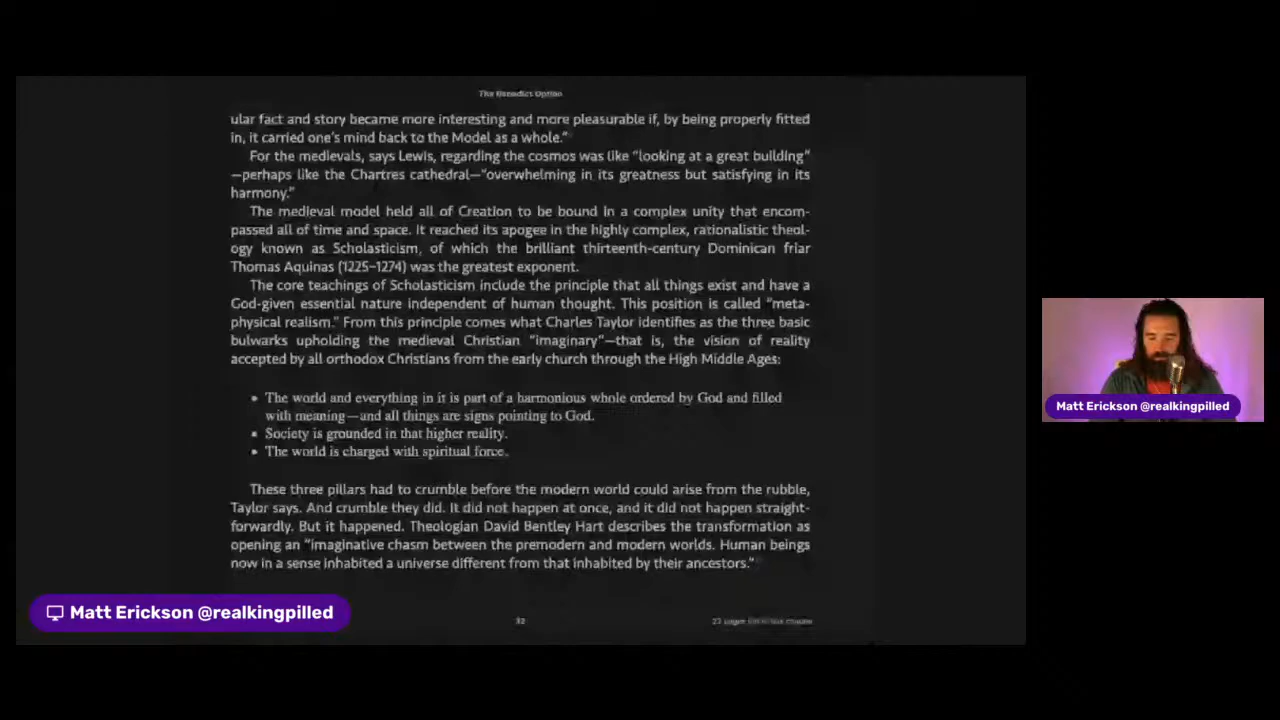 The Benedict Option
ular fact and story became more interesting and more pleasurable if, by being properly fitted
in, it carried one's mind back to the Model as a whole."
For the medievals, says Lewis, regarding the cosmos was like "looking at a great building"
—perhaps like the Chartres cathedral—"overwhelming in its greatness but satisfying in its
harmony."
The medieval model held all of Creation to be bound in a complex unity that encom-
passed all of time and space. It reached its apogee in the highly complex, rationalistic theol-
ogy known as Scholasticism, of which the brilliant thirteenth-century Dominican friar
Thomas Aquinas (1225–1274) was the greatest exponent.
The core teachings of Scholasticism include the principle that all things exist and have a
God-given essential nature independent of human thought. This position is called "meta-
physical realism." From this principle comes what Charles Taylor identifies as the three basic
bulwarks upholding the medieval Christian "imaginary"—that is, the vision of reality
accepted by all orthodox Christians from the early church through the High Middle Ages:
• The world and everything in it is part of a harmonious whole ordered by God and filled
with meaning—and all things are signs pointing to God.
• Society is grounded in that higher reality.
• The world is charged with spiritual force.
These three pillars had to crumble before the modern world could arise from the rubble,
Taylor says. And crumble they did. It did not happen at once, and it did not happen straight-
forwardly. But it happened. Theologian David Bentley Hart describes the transformation as
opening an "imaginative chasm between the premodern and modern worlds. Human beings
now in a sense inhabited a universe different from that inhabited by their ancestors."
32
Matt Erickson @realkingpilled
Matt Erickson @realkingpilled